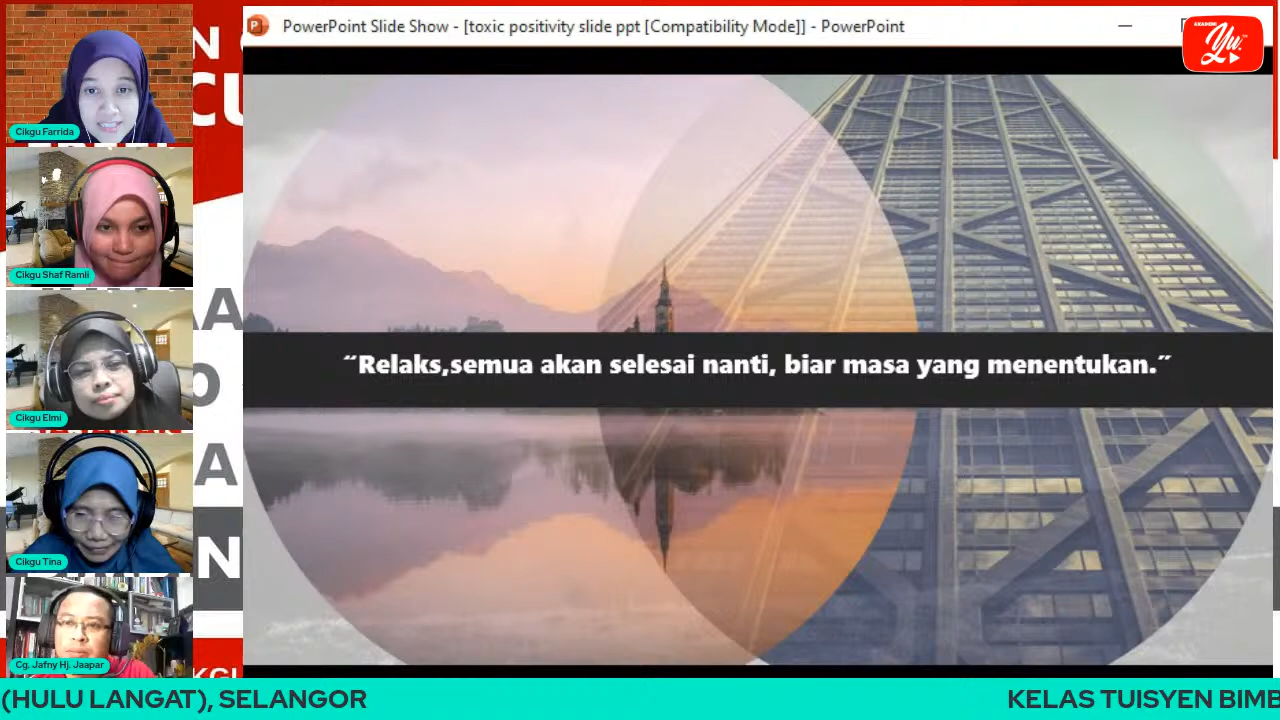 PowerPoint Slide Show - [toxic positivity slide ppt [Compatibility Mode]] - PowerPoint
AKADEMI
Yu
Cikgu Farrida
Cikgu Shaf Ramli
Cikgu Elmi
Cikgu Tina
Cg. Jafny Hj. Jaapar
“Relaks,semua akan selesai nanti, biar masa yang menentukan.”
(HULU LANGAT), SELANGOR
KELAS TUISYEN BIMB